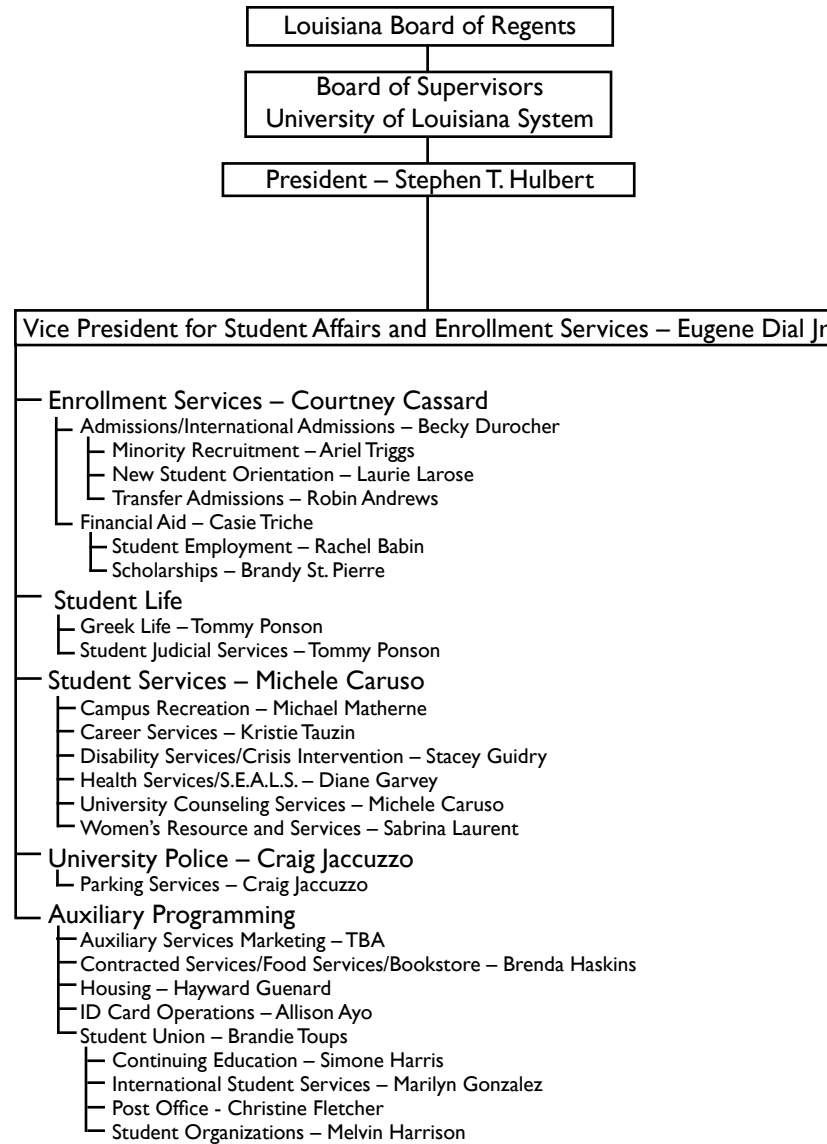 Louisiana Board of Regents
Board of Supervisors
University of Louisiana System
President – Stephen T. Hulbert
Vice President for Student Affairs and Enrollment Services – Eugene Dial Jr
Enrollment Services – Courtney Cassard
Admissions/International Admissions – Becky Durocher
Minority Recruitment – Ariel Triggs
New Student Orientation – Laurie Larose
Transfer Admissions – Robin Andrews
Financial Aid – Casie Triche
Student Employment – Rachel Babin
Scholarships – Brandy St. Pierre
Student Life
Greek Life – Tommy Ponson
Student Judicial Services – Tommy Ponson
Student Services – Michele Caruso
Campus Recreation – Michael Matherne
Career Services – Kristie Tauzin
Disability Services/Crisis Intervention – Stacey Guidry
Health Services/S.E.A.L.S. – Diane Garvey
University Counseling Services – Michele Caruso
Women's Resource and Services – Sabrina Laurent
University Police – Craig Jaccuzzo
Parking Services – Craig Jaccuzzo
Auxiliary Programming
Auxiliary Services Marketing – TBA
Contracted Services/Food Services/Bookstore – Brenda Haskins
Housing – Hayward Guenard
ID Card Operations – Allison Ayo
Student Union – Brandie Toups
Continuing Education – Simone Harris
International Student Services – Marilyn Gonzalez
Post Office - Christine Fletcher
Student Organizations – Melvin Harrison